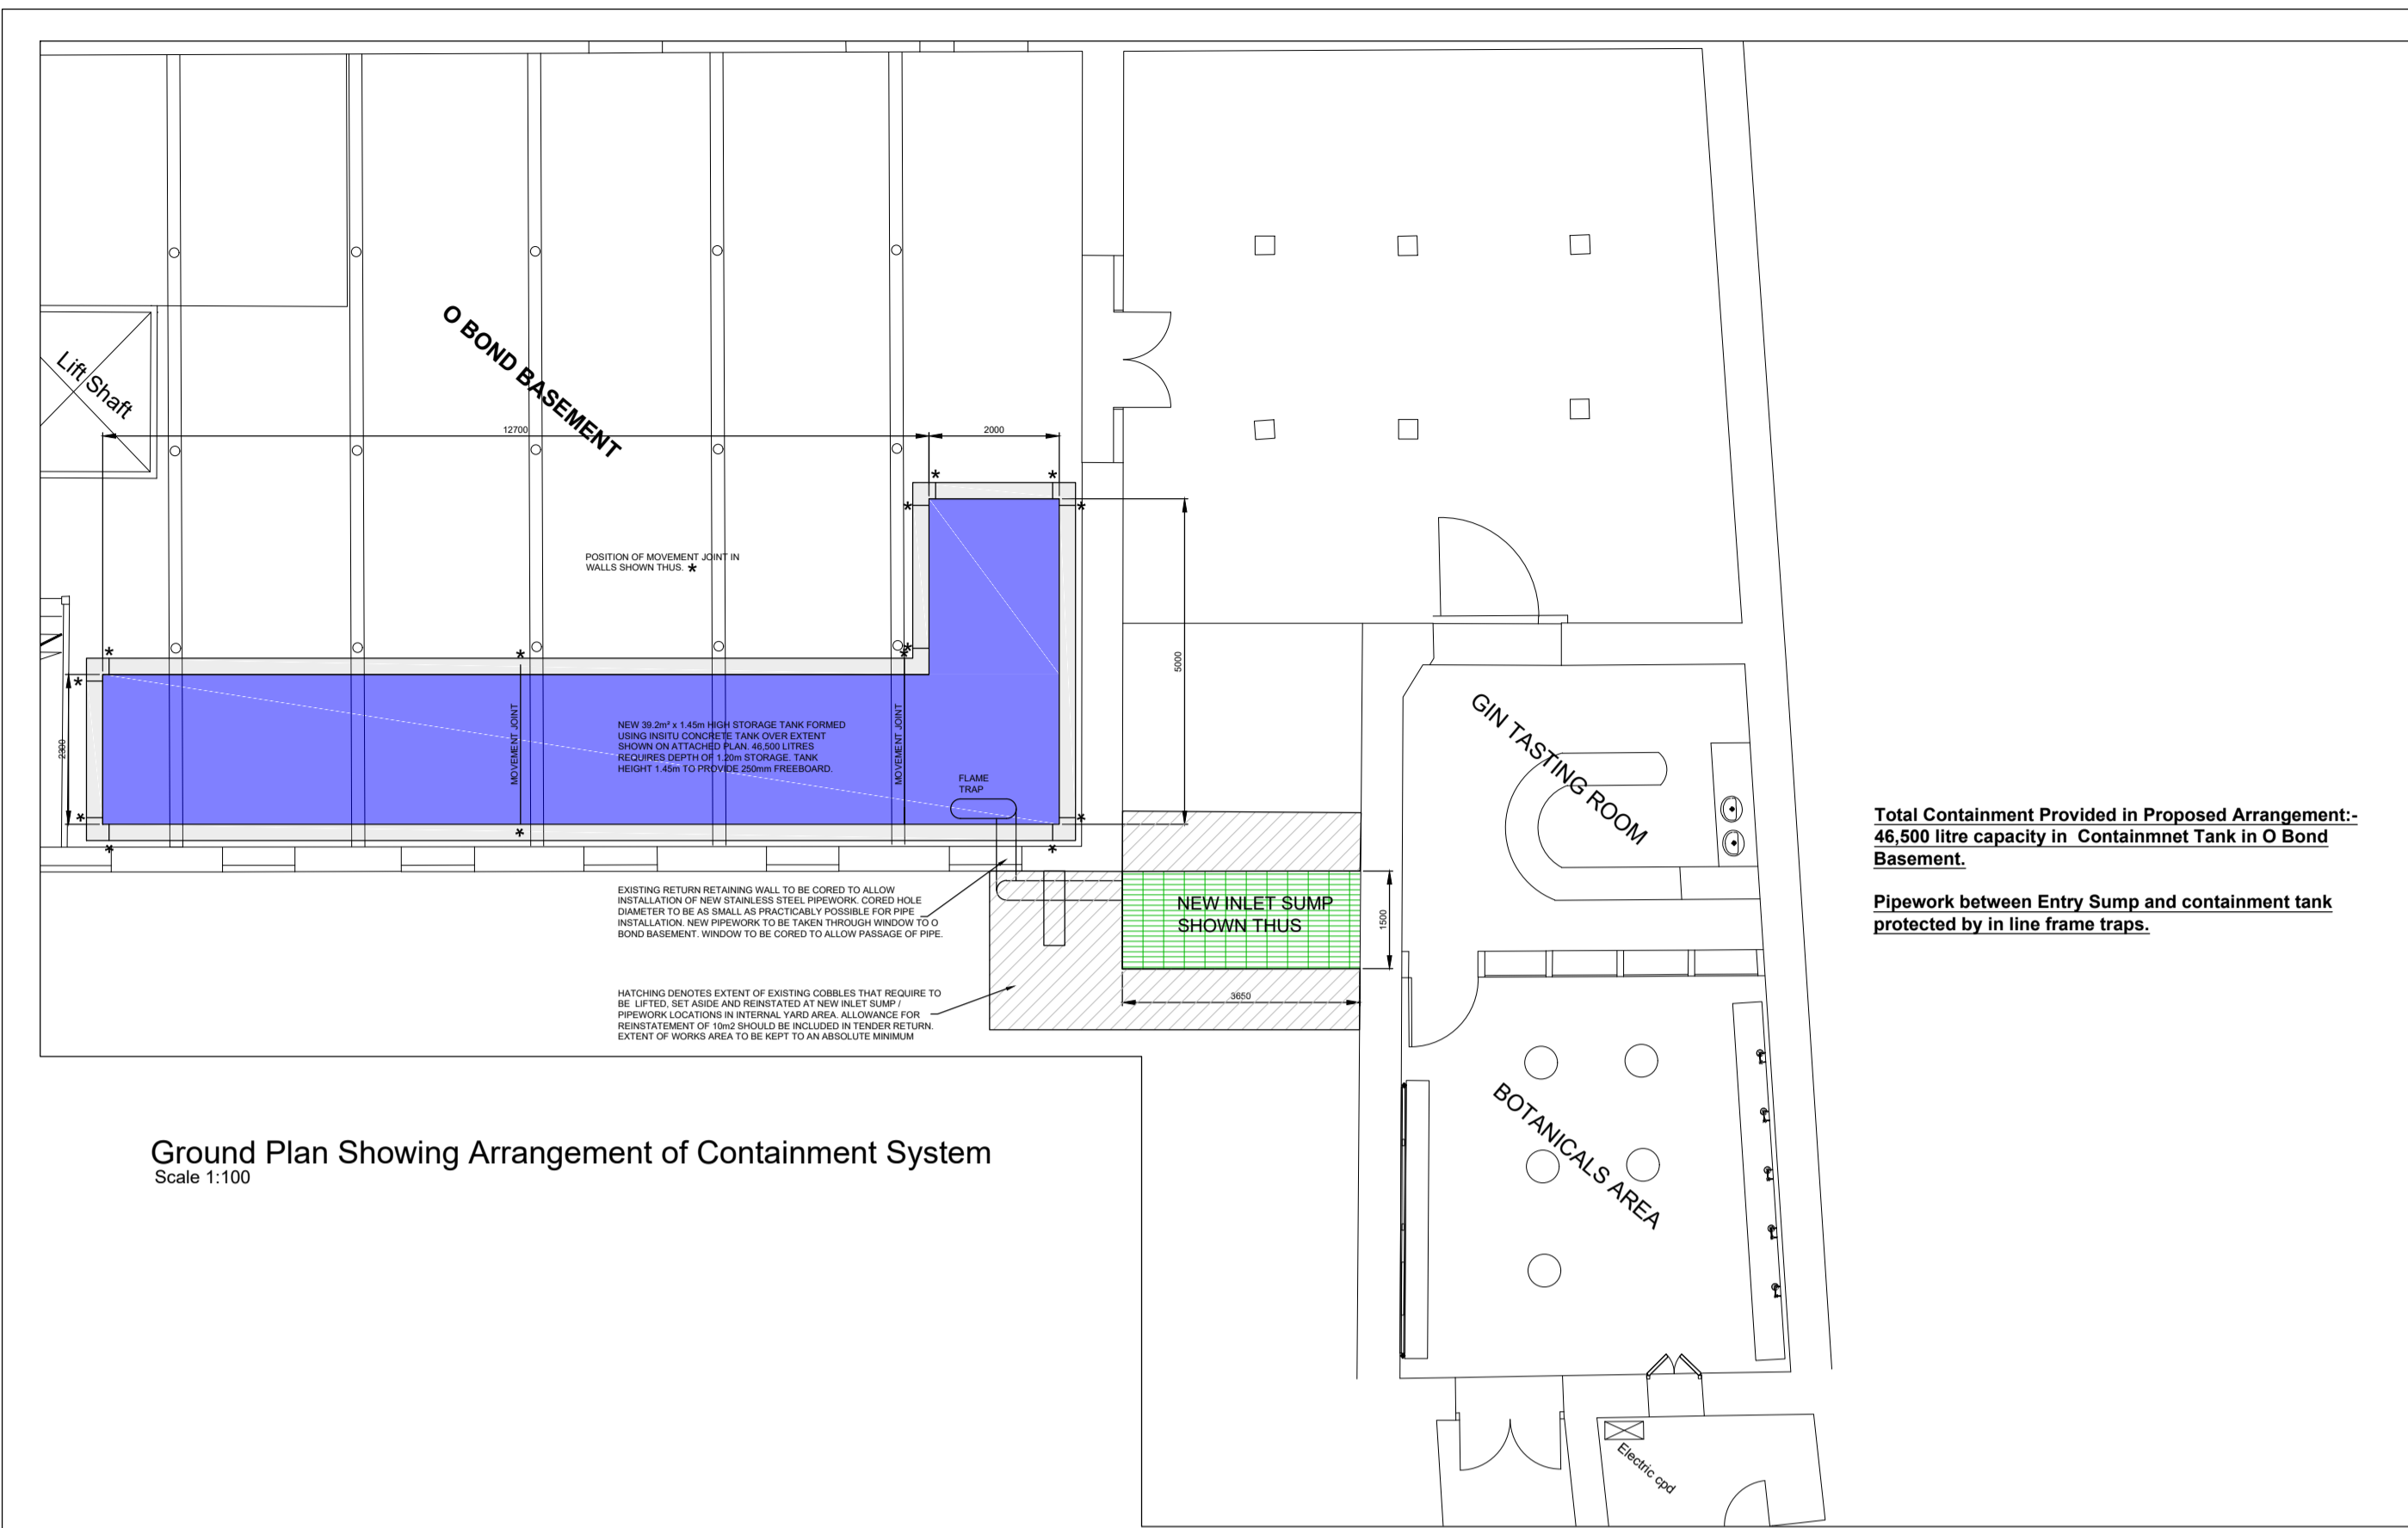 Lift Shaft
O BOND BASEMENT
12700
2000
POSITION OF MOVEMENT JOINT IN
WALLS SHOWN THUS. *
5000
2300
MOVEMENT JOINT
NEW 39.2m² x 1.45m HIGH STORAGE TANK FORMED
USING INSITU CONCRETE TANK OVER EXTENT
SHOWN ON ATTACHED PLAN. 46,500 LITRES
REQUIRES DEPTH OF 1.20m STORAGE. TANK
HEIGHT 1.45m TO PROVIDE 250mm FREEBOARD.
MOVEMENT JOINT
FLAME
TRAP
GIN TASTING ROOM
Total Containment Provided in Proposed Arrangement:-
46,500 litre capacity in Containmnet Tank in O Bond
Basement.
Pipework between Entry Sump and containment tank
protected by in line frame traps.
EXISTING RETURN RETAINING WALL TO BE CORED TO ALLOW
INSTALLATION OF NEW STAINLESS STEEL PIPEWORK. CORED HOLE
DIAMETER TO BE AS SMALL AS PRACTICABLY POSSIBLE FOR PIPE
INSTALLATION. NEW PIPEWORK TO BE TAKEN THROUGH WINDOW TO O
BOND BASEMENT. WINDOW TO BE CORED TO ALLOW PASSAGE OF PIPE.
NEW INLET SUMP
SHOWN THUS
1500
3650
HATCHING DENOTES EXTENT OF EXISTING COBBLES THAT REQUIRE TO
BE LIFTED, SET ASIDE AND REINSTATED AT NEW INLET SUMP /
PIPEWORK LOCATIONS IN INTERNAL YARD AREA. ALLOWANCE FOR
REINSTATEMENT OF 10m2 SHOULD BE INCLUDED IN TENDER RETURN.
EXTENT OF WORKS AREA TO BE KEPT TO AN ABSOLUTE MINIMUM
BOTANICALS AREA
Ground Plan Showing Arrangement of Containment System
Scale 1:100
Electric cpd